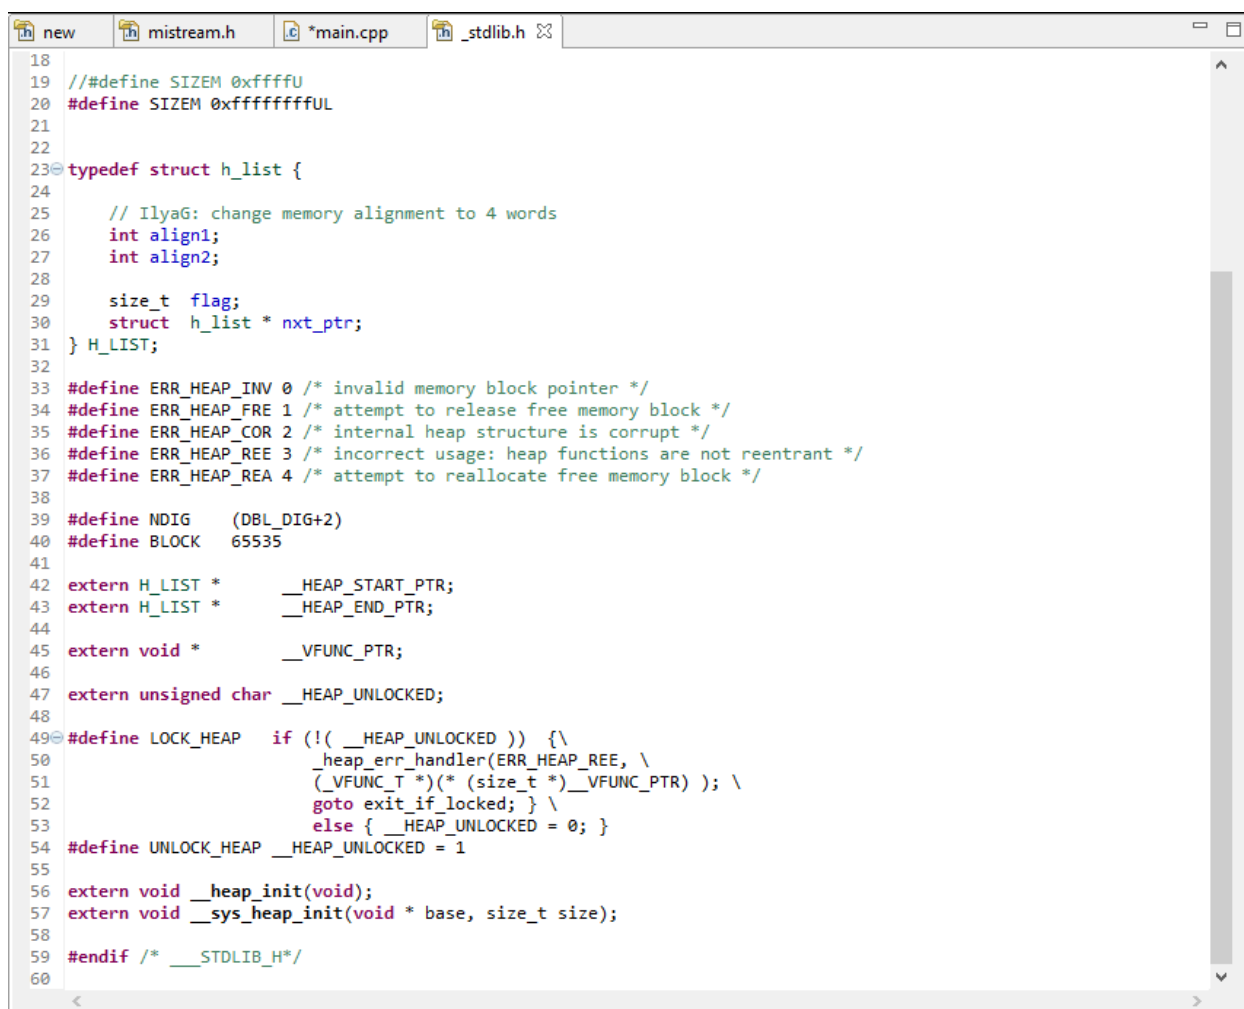 new mistream.h *main.cpp _stdlib.h
18
19 //#define SIZEM 0xffffU
20 #define SIZEM 0xffffffffUL
21
22
23 typedef struct h_list {
24
25     // IlyaG: change memory alignment to 4 words
26     int align1;
27     int align2;
28
29     size_t  flag;
30     struct  h_list * nxt_ptr;
31 } H_LIST;
32
33 #define ERR_HEAP_INV 0 /* invalid memory block pointer */
34 #define ERR_HEAP_FRE 1 /* attempt to release free memory block */
35 #define ERR_HEAP_COR 2 /* internal heap structure is corrupt */
36 #define ERR_HEAP_REE 3 /* incorrect usage: heap functions are not reentrant */
37 #define ERR_HEAP_REA 4 /* attempt to reallocate free memory block */
38
39 #define NDIG    (DBL_DIG+2)
40 #define BLOCK   65535
41
42 extern H_LIST *      __HEAP_START_PTR;
43 extern H_LIST *      __HEAP_END_PTR;
44
45 extern void *        __VFUNC_PTR;
46
47 extern unsigned char __HEAP_UNLOCKED;
48
49 #define LOCK_HEAP   if (!( __HEAP_UNLOCKED ))  {\
50                         _heap_err_handler(ERR_HEAP_REE, \
51                         (_VFUNC_T *)(* (size_t *)__VFUNC_PTR) ); \
52                         goto exit_if_locked; } \
53                         else { __HEAP_UNLOCKED = 0; }
54 #define UNLOCK_HEAP __HEAP_UNLOCKED = 1
55
56 extern void __heap_init(void);
57 extern void __sys_heap_init(void * base, size_t size);
58
59 #endif /* ___STDLIB_H*/
60